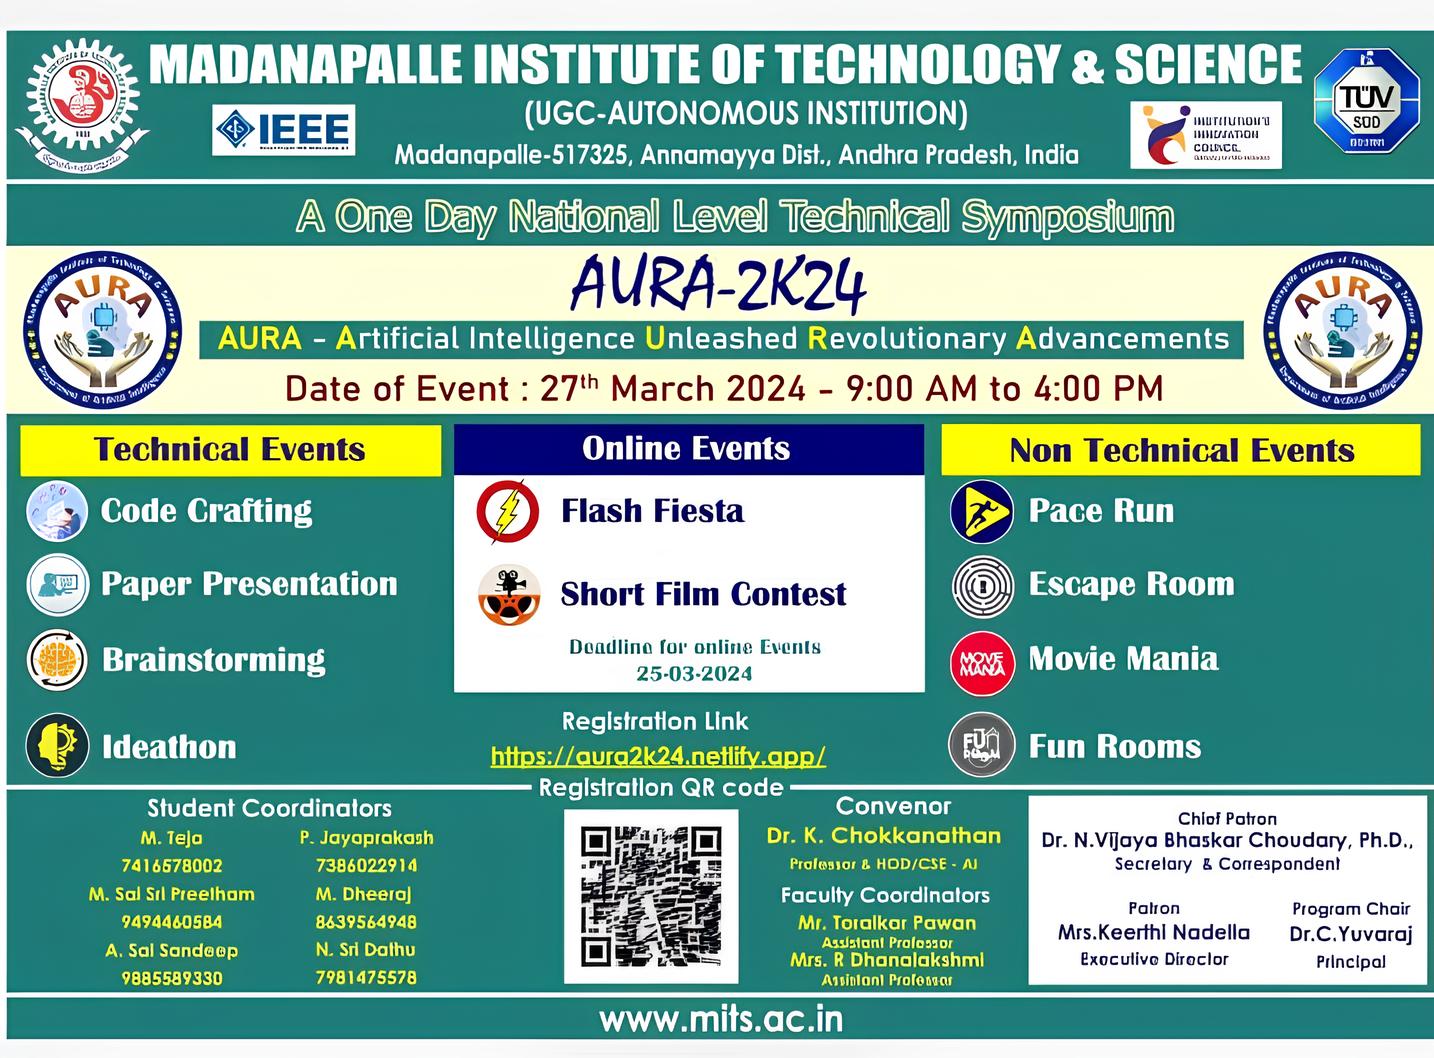 MADANAPALLE INSTITUTE OF TECHNOLOGY & SCIENCE
(UGC-AUTONOMOUS INSTITUTION)
Madanapalle-517325, Annamayya Dist., Andhra Pradesh, India
IEEE
INSTITUTION'S
INNOVATION
COUNCIL
TÜV
SÜD
A One Day National Level Technical Symposium
AURA-2K24
AURA
AURA – Artificial Intelligence Unleashed Revolutionary Advancements
AURA
Date of Event : 27th March 2024 – 9:00 AM to 4:00 PM
Technical Events
Code Crafting
Paper Presentation
Brainstorming
Ideathon
Online Events
Flash Fiesta
Short Film Contest
Deadline for online Events
25-03-2024
Registration Link
https://aura2k24.netlify.app/
Registration QR code
Non Technical Events
Pace Run
Escape Room
MOVIE MANIA
Movie Mania
FUN ROOM
Fun Rooms
Student Coordinators
M. Teja
7416578002
M. Sai Sri Preetham
9494460584
A. Sai Sandeep
9885589330
P. Jayaprakash
7386022914
M. Dheeraj
8639564948
N. Sri Dathu
7981475578
Convenor
Dr. K. Chokkanathan
Professor & HOD/CSE - AI
Faculty Coordinators
Mr. Toralkar Pawan
Assistant Professor
Mrs. R Dhanalakshmi
Assistant Professor
Chief Patron
Dr. N.Vijaya Bhaskar Choudary, Ph.D.,
Secretary & Correspondent
Patron
Mrs.Keerthi Nadella
Executive Director
Program Chair
Dr.C.Yuvaraj
Principal
www.mits.ac.in